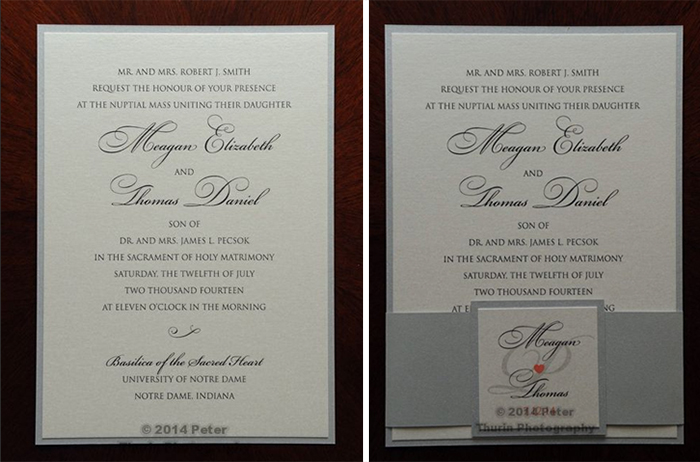 MR. AND MRS. ROBERT J. SMITH
REQUEST THE HONOUR OF YOUR PRESENCE
AT THE NUPTIAL MASS UNITING THEIR DAUGHTER
Meagan Elizabeth
AND
Thomas Daniel
SON OF
DR. AND MRS. JAMES L. PECSOK
IN THE SACRAMENT OF HOLY MATRIMONY
SATURDAY, THE TWELFTH OF JULY
TWO THOUSAND FOURTEEN
AT ELEVEN O'CLOCK IN THE MORNING
Basilica of the Sacred Heart
UNIVERSITY OF NOTRE DAME
NOTRE DAME, INDIANA
© 2014 Peter
Thurin Photography
MR. AND MRS. ROBERT J. SMITH
REQUEST THE HONOUR OF YOUR PRESENCE
AT THE NUPTIAL MASS UNITING THEIR DAUGHTER
Meagan Elizabeth
AND
Thomas Daniel
SON OF
DR. AND MRS. JAMES L. PECSOK
IN THE SACRAMENT OF HOLY MATRIMONY
SATURDAY, THE TWELFTH OF JULY
TWO THOUSAND FOURTEEN
Meagan
Thomas
© 2014 Peter
Thurin Photography